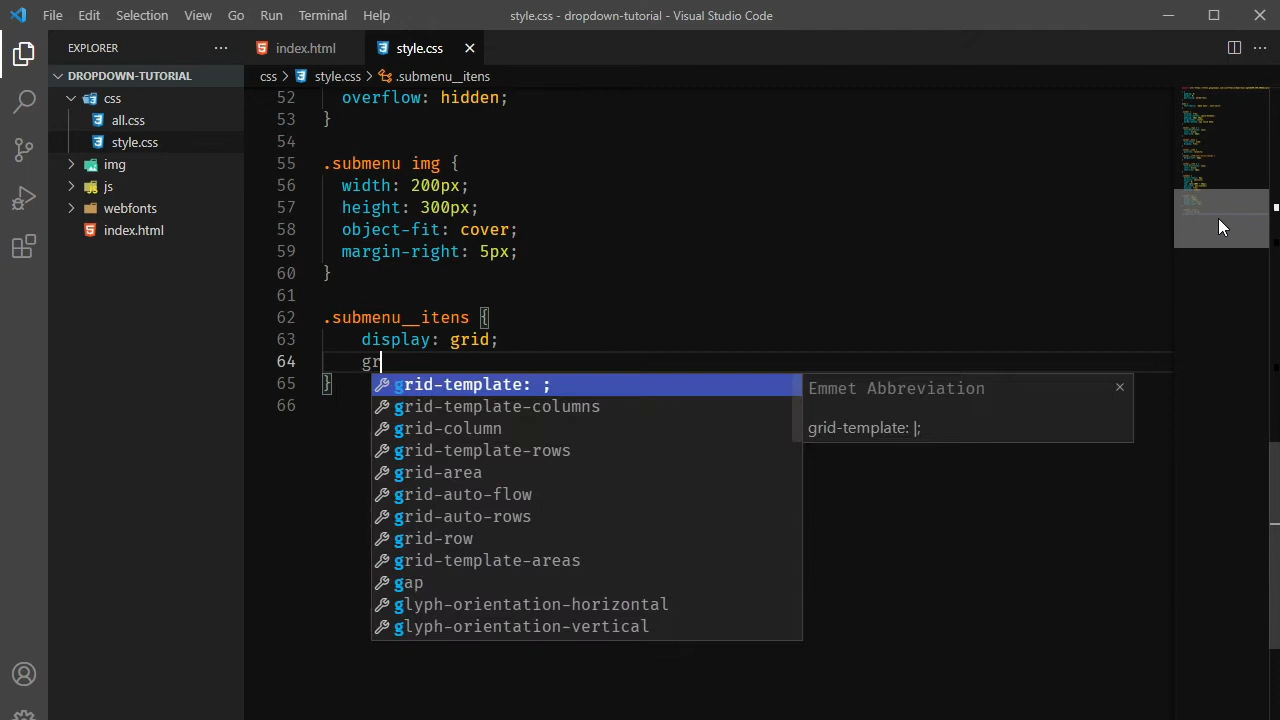 File Edit Selection View Go Run Terminal Help style.css - dropdown-tutorial - Visual Studio Code
EXPLORER ··· index.html style.css × ···
DROPDOWN-TUTORIAL css > style.css > .submenu__itens
css
all.css
style.css
img
js
webfonts
index.html
52 overflow: hidden;
53 }
54
55 .submenu img {
56 width: 200px;
57 height: 300px;
58 object-fit: cover;
59 margin-right: 5px;
60 }
61
62 .submenu__itens {
63 display: grid;
64 gr
65 }
66
grid-template: ;
grid-template-columns
grid-column
grid-template-rows
grid-area
grid-auto-flow
grid-auto-rows
grid-row
grid-template-areas
gap
glyph-orientation-horizontal
glyph-orientation-vertical
Emmet Abbreviation ×
grid-template: |;